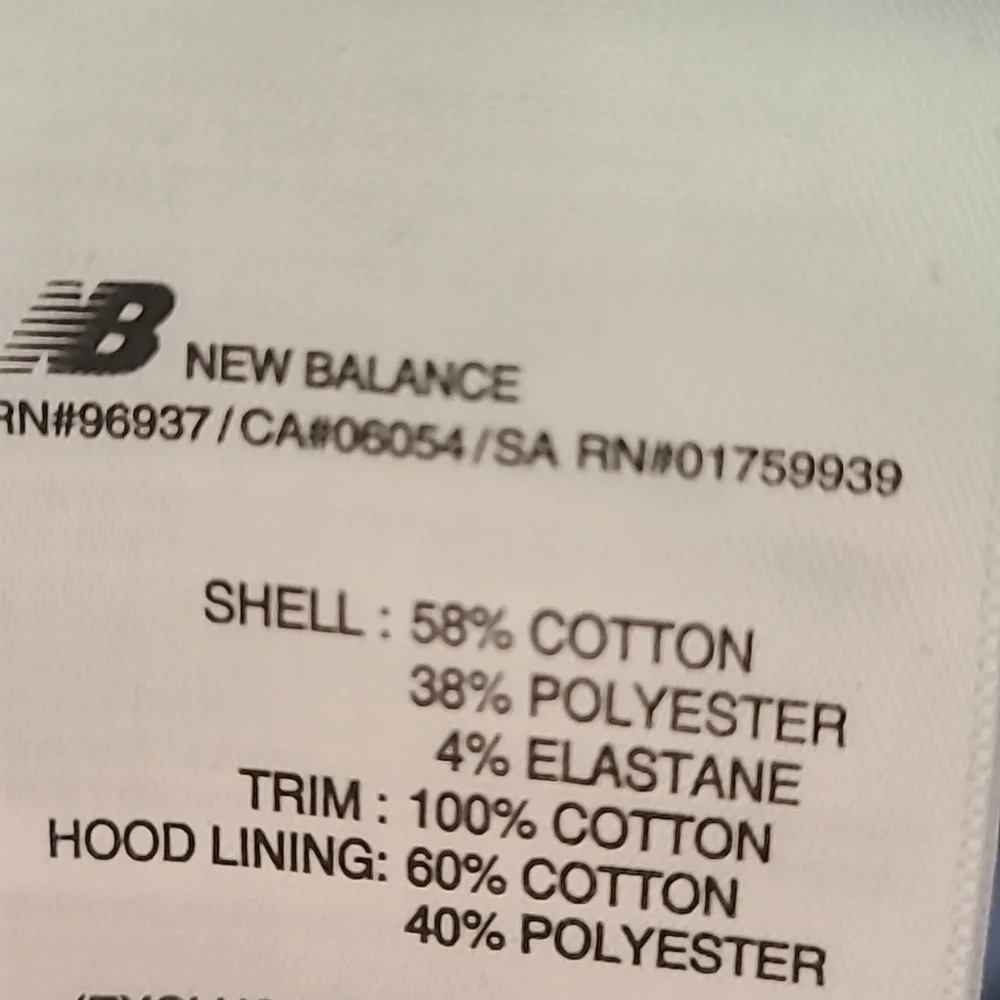 NB NEW BALANCE
RN#96937/CA#06054/SA RN#01759939
SHELL : 58% COTTON
38% POLYESTER
4% ELASTANE
TRIM : 100% COTTON
HOOD LINING: 60% COTTON
40% POLYESTER